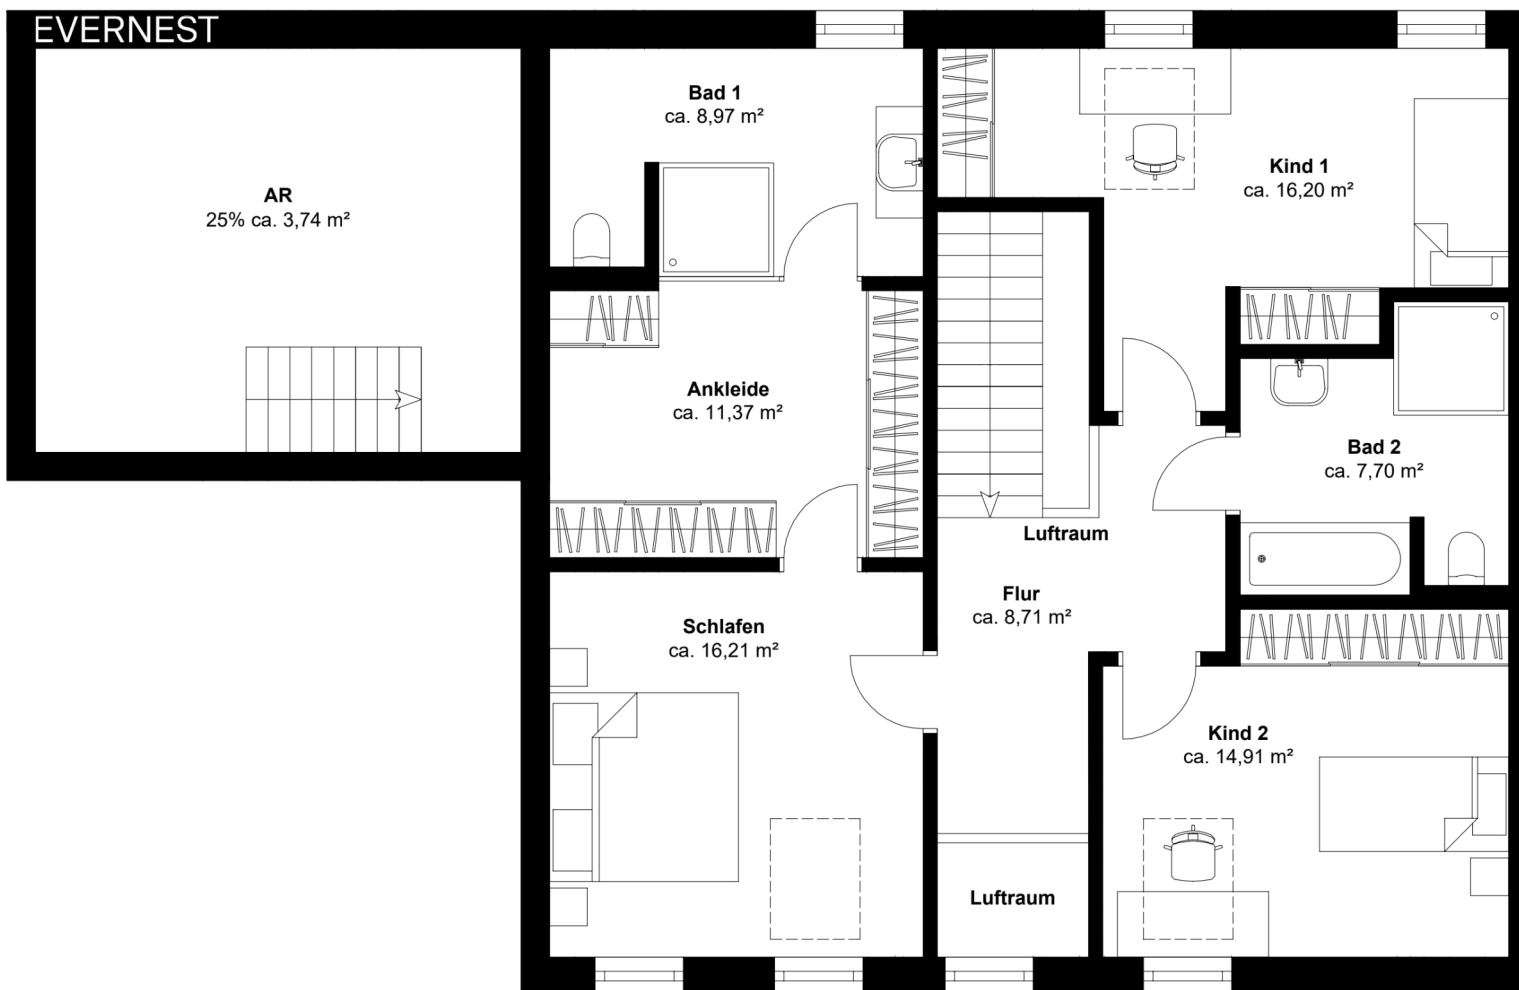 EVERNEST
Bad 1
ca. 8,97 m²
Kind 1
ca. 16,20 m²
AR
25% ca. 3,74 m²
Ankleide
ca. 11,37 m²
Bad 2
ca. 7,70 m²
Luftraum
Flur
ca. 8,71 m²
Schlafen
ca. 16,21 m²
Kind 2
ca. 14,91 m²
Luftraum